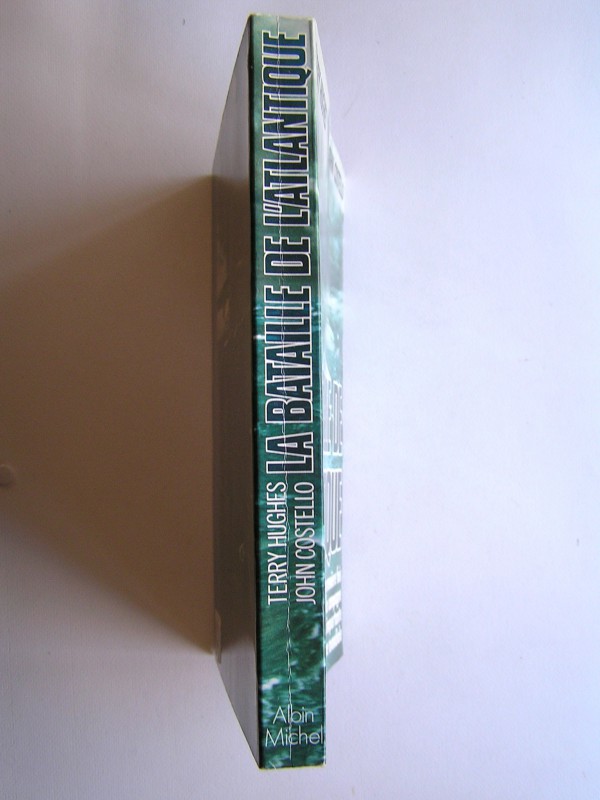 TERRY HUGHES
JOHN COSTELLO
LA BATAILLE DE L'ATLANTIQUE
Albin
Michel